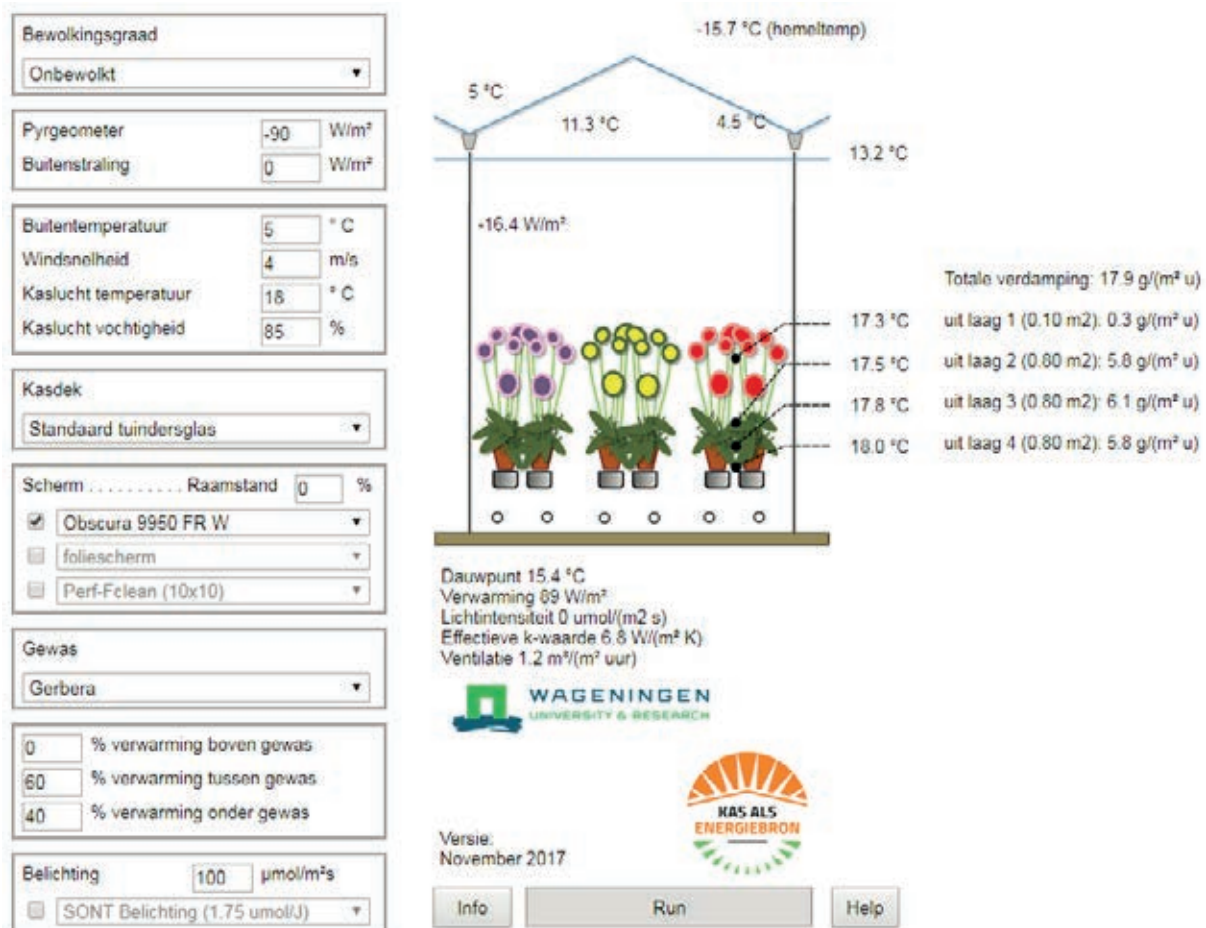 Bewolkingsgraad
Onbewolkt
Pyrgeometer -90 W/m²
Buitenstraling 0 W/m²
Buitentemperatuur 5 ° C
Windsnelheid 4 m/s
Kaslucht temperatuur 18 ° C
Kaslucht vochtigheid 85 %
Kasdek
Standaard tuindersglas
Scherm . . . . . . . . . . Raamstand 0 %
Obscura 9950 FR W
foliescherm
Perf-Fclean (10x10)
Gewas
Gerbera
0 % verwarming boven gewas
60 % verwarming tussen gewas
40 % verwarming onder gewas
Belichting 100 µmol/m²s
SONT Belichting (1.75 umol/J)
-15.7 °C (hemeltemp)
5 °C
11.3 °C 4.5 °C
13.2 °C
-16.4 W/m²
Totale verdamping: 17.9 g/(m² u)
17.3 °C uit laag 1 (0.10 m2): 0.3 g/(m² u)
17.5 °C uit laag 2 (0.80 m2): 5.8 g/(m² u)
17.8 °C uit laag 3 (0.80 m2): 6.1 g/(m² u)
18.0 °C uit laag 4 (0.80 m2): 5.8 g/(m² u)
Dauwpunt 15.4 °C
Verwarming 89 W/m²
Lichtintensiteit 0 umol/(m2 s)
Effectieve k-waarde 6.8 W/(m² K)
Ventilatie 1.2 m³/(m² uur)
WAGENINGEN
UNIVERSITY & RESEARCH
KAS ALS
ENERGIEBRON
Versie:
November 2017
Info Run Help